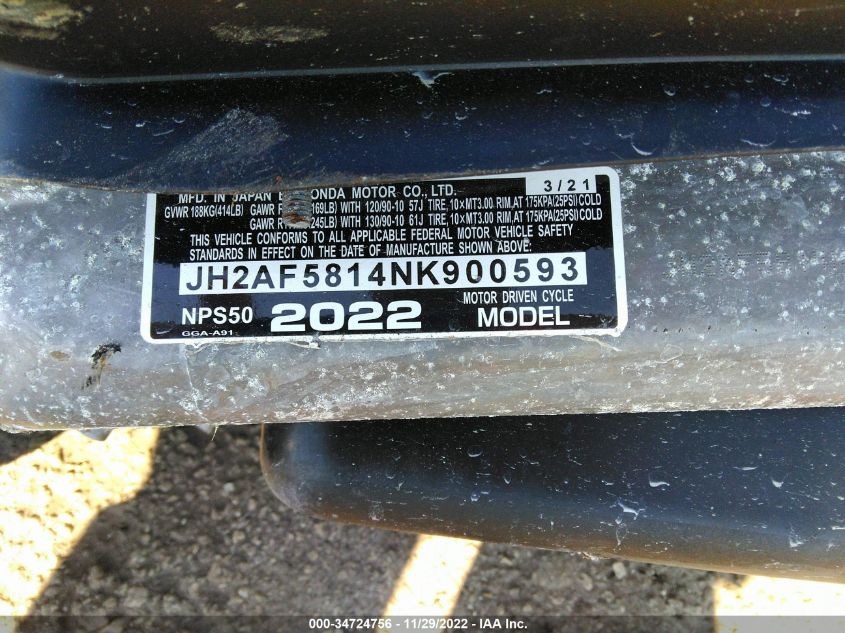 MFD. IN JAPAN HONDA MOTOR CO., LTD. 3/21
GVWR 188KG(414LB) GAWR 169LB) WITH 120/90-10 57J TIRE, 10×MT3.00 RIM, AT 175KPA(25PSI)COLD
GAWR 245LB) WITH 130/90-10 61J TIRE, 10×MT3.00 RIM, AT 175KPA(25PSI)COLD
THIS VEHICLE CONFORMS TO ALL APPLICABLE FEDERAL MOTOR VEHICLE SAFETY
STANDARDS IN EFFECT ON THE DATE OF MANUFACTURE SHOWN ABOVE:
JH2AF5814NK900593
NPS50 2022 MOTOR DRIVEN CYCLE
MODEL
GGA-A91
000-34724756 - 11/29/2022 - IAA Inc.